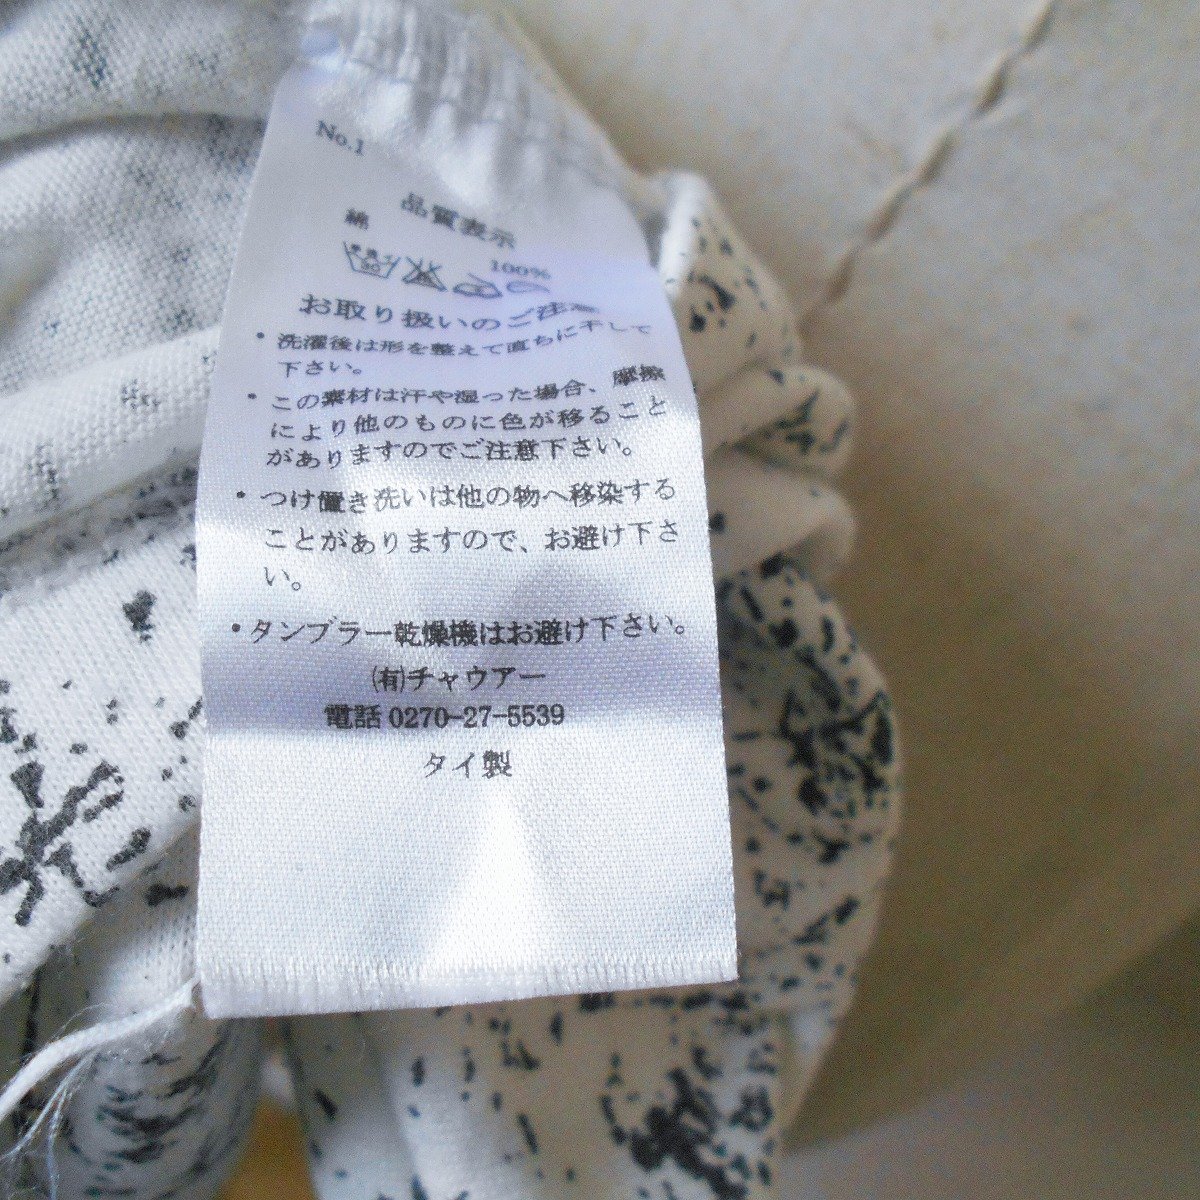 No.1
品質表示
綿 100%
お取り扱いのご注意
・洗濯後は形を整えて直ちに干して
下さい。
・この素材は汗や湿った場合、摩擦
により他のものに色が移ること
がありますのでご注意下さい。
・つけ置き洗いは他の物へ移染する
ことがありますので、お避け下さ
い。
・タンブラー乾燥機はお避け下さい。
㈲チャウアー
電話 0270-27-5539
タイ製